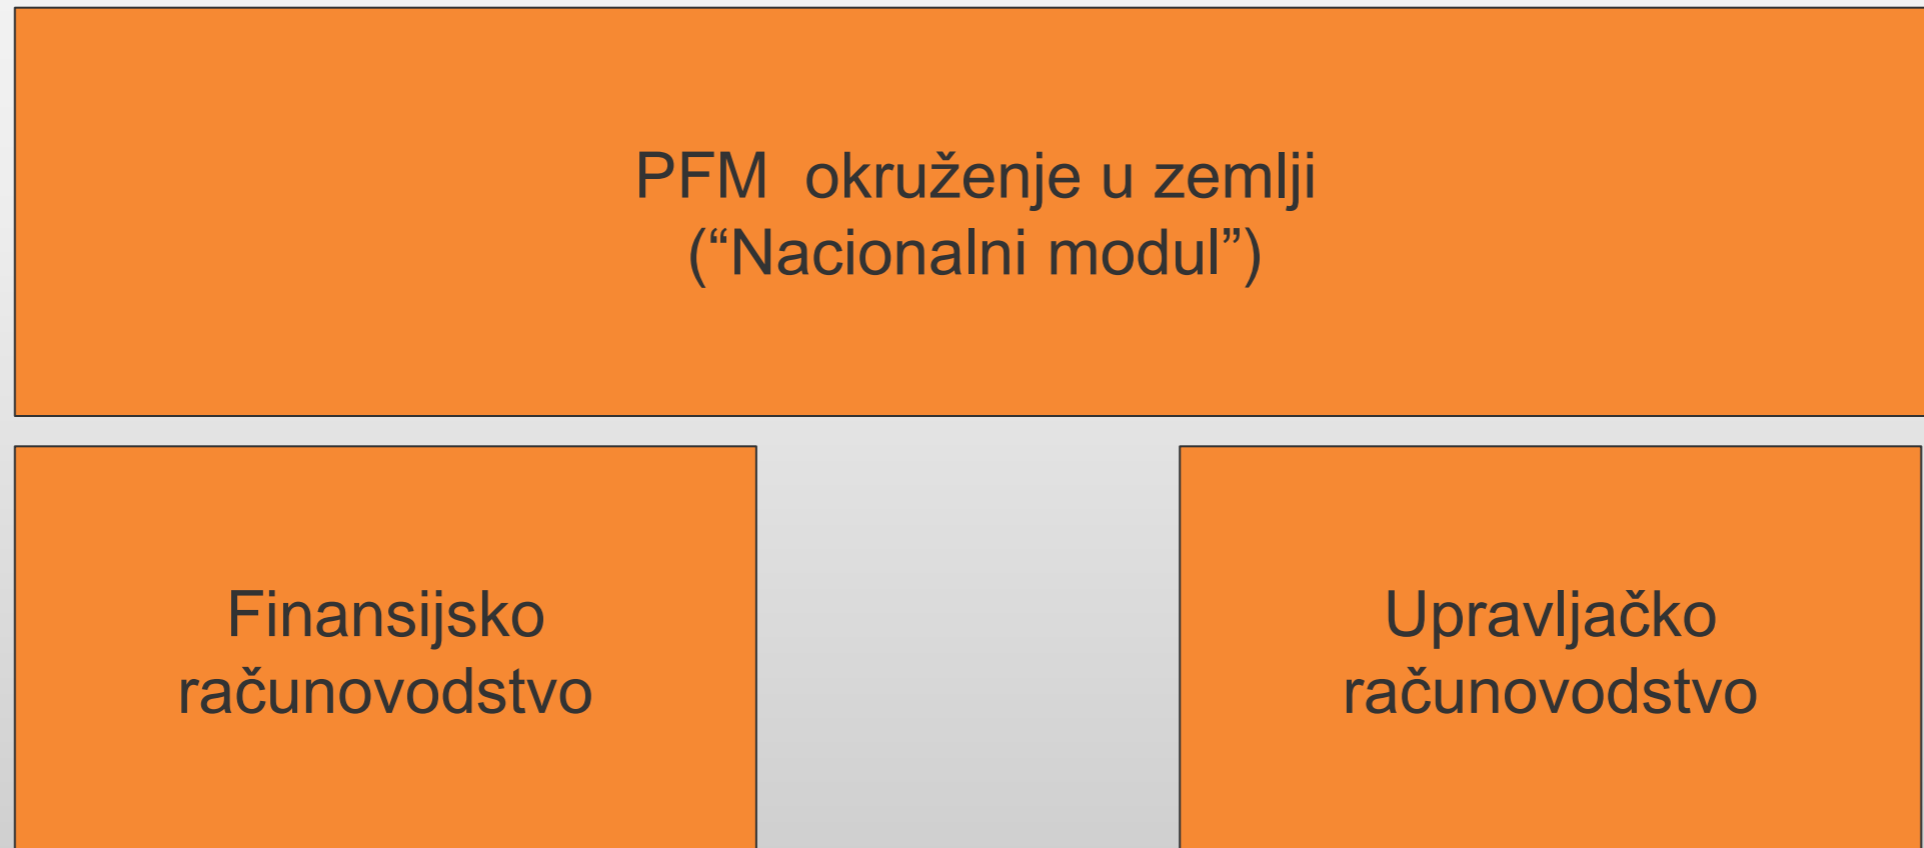 PFM  okruženje u zemlji
(“Nacionalni modul”)
Finansijsko
računovodstvo
Upravljačko
računovodstvo